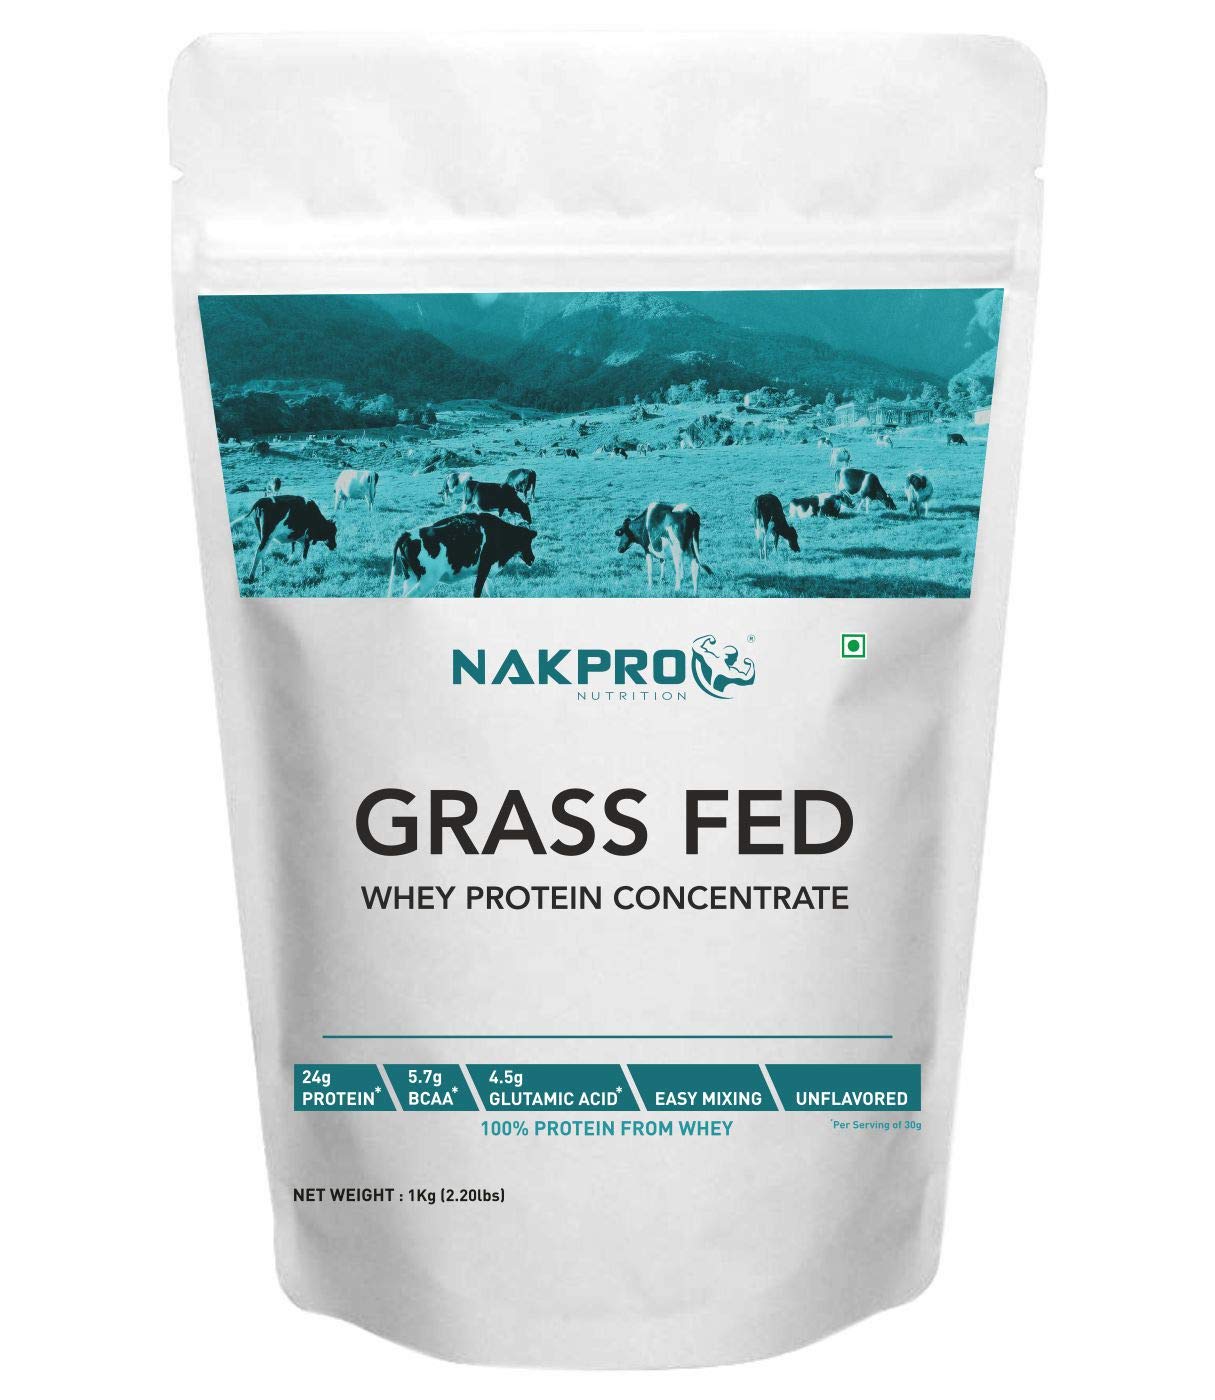 NAKPRO ®
NUTRITION
GRASS FED
WHEY PROTEIN CONCENTRATE
24g
PROTEIN*
5.7g
BCAA*
4.5g
GLUTAMIC ACID*
EASY MIXING
UNFLAVORED
100% PROTEIN FROM WHEY
*Per Serving of 30g
NET WEIGHT : 1Kg (2.20lbs)